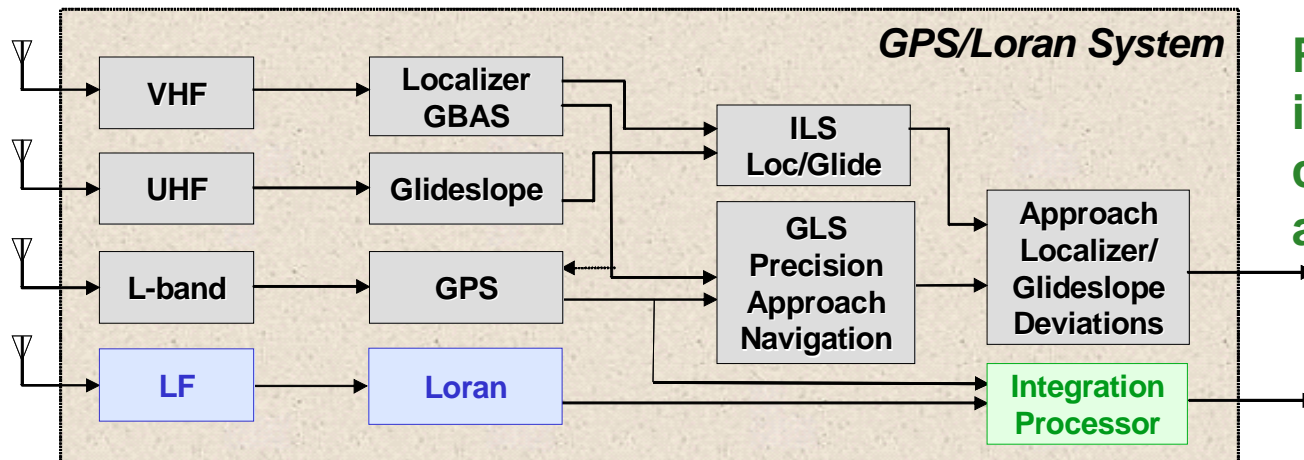 GPS/Loran System
VHF
Localizer
GBAS
ILS
Loc/Glide
UHF
Glideslope
Approach
Localizer/
Glideslope
Deviations
GLS
Precision
Approach
Navigation
L-band
GPS
LF
Loran
Integration
Processor